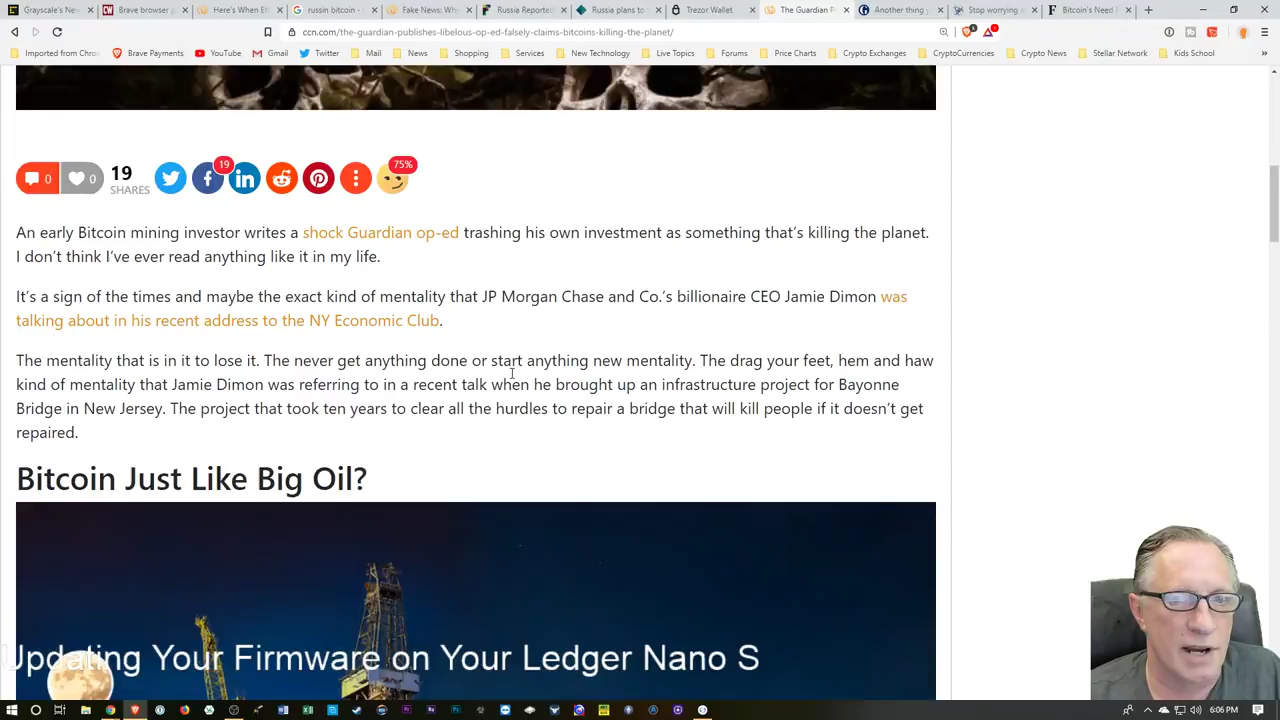 Grayscale's New
Brave browser p
Here's When Et
russin bitcoin -
Fake News: Why
Russia Reported
Russia plans to
Trezor Wallet
The Guardian P
Another thing y
Stop worrying a
Bitcoin's Need
ccn.com/the-guardian-publishes-libelous-op-ed-falsely-claims-bitcoins-killing-the-planet/
Imported from Chro
Brave Payments
YouTube
Gmail
Twitter
Mail
News
Shopping
Services
New Technology
Live Topics
Forums
Price Charts
Crypto Exchanges
CryptoCurrencies
Crypto News
Stellar Network
Kids School
0
0
19
SHARES
19
75%
An early Bitcoin mining investor writes a shock Guardian op-ed trashing his own investment as something that's killing the planet.
I don't think I've ever read anything like it in my life.
It's a sign of the times and maybe the exact kind of mentality that JP Morgan Chase and Co.'s billionaire CEO Jamie Dimon was
talking about in his recent address to the NY Economic Club.
The mentality that is in it to lose it. The never get anything done or start anything new mentality. The drag your feet, hem and haw
kind of mentality that Jamie Dimon was referring to in a recent talk when he brought up an infrastructure project for Bayonne
Bridge in New Jersey. The project that took ten years to clear all the hurdles to repair a bridge that will kill people if it doesn't get
repaired.
Bitcoin Just Like Big Oil?
Updating Your Firmware on Your Ledger Nano S
6:06 PM